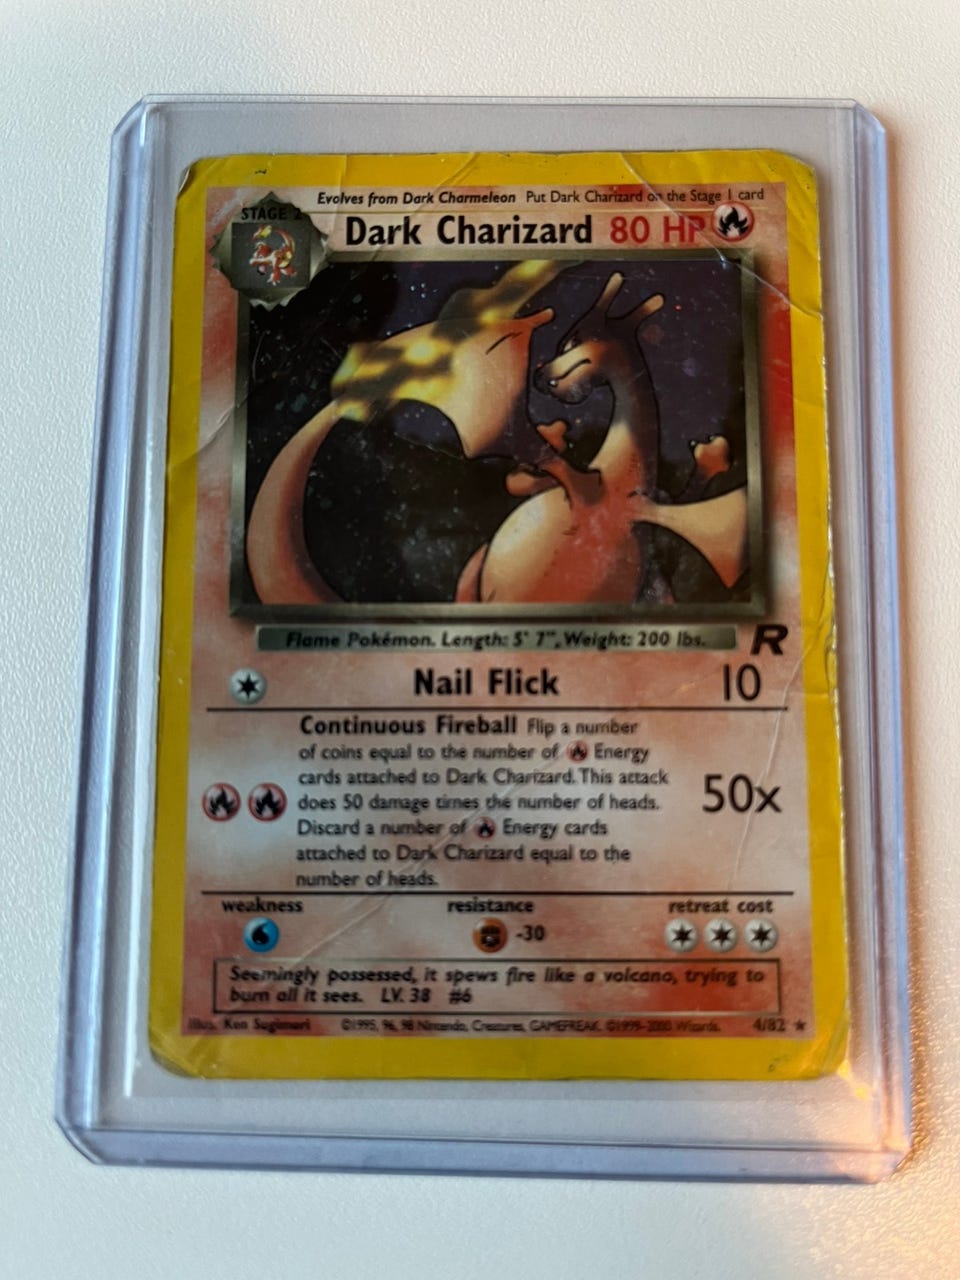 Evolves from Dark Charmeleon Put Dark Charizard on the Stage 1 card
STAGE 2
Dark Charizard 80 HP
Flame Pokémon. Length: 5' 7", Weight: 200 lbs.
R
Nail Flick 10
Continuous Fireball Flip a number
of coins equal to the number of Energy
cards attached to Dark Charizard. This attack
does 50 damage times the number of heads.
Discard a number of Energy cards
attached to Dark Charizard equal to the
number of heads.
50x
weakness resistance retreat cost
-30
Seemingly possessed, it spews fire like a volcano, trying to
burn all it sees. LV. 38 #6
Illus. Ken Sugimori ©1995, 96, 98 Nintendo, Creatures, GAMEFREAK. ©1999-2000 Wizards. 4/82 ★